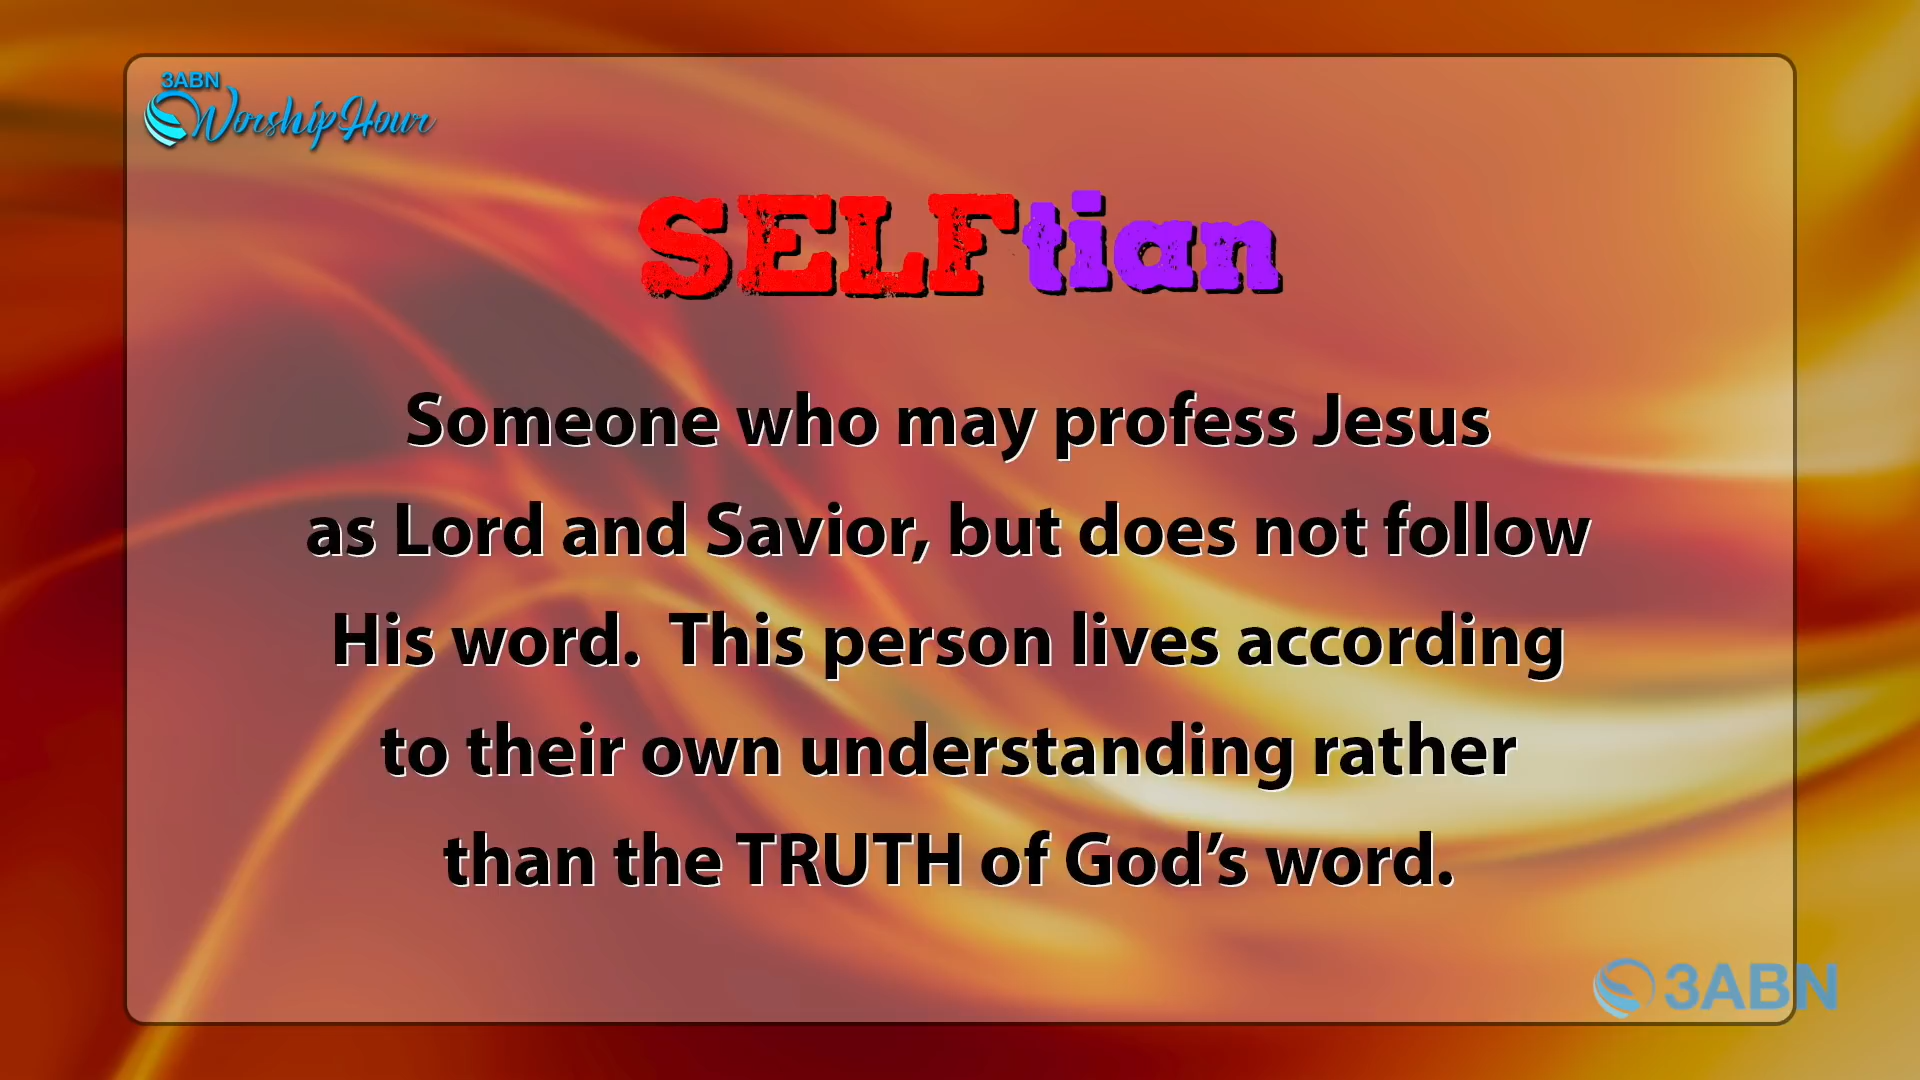 3ABN
Worship Hour
SELFtian
Someone who may profess Jesus
as Lord and Savior, but does not follow
His word.  This person lives according
to their own understanding rather
than the TRUTH of God’s word.
3ABN